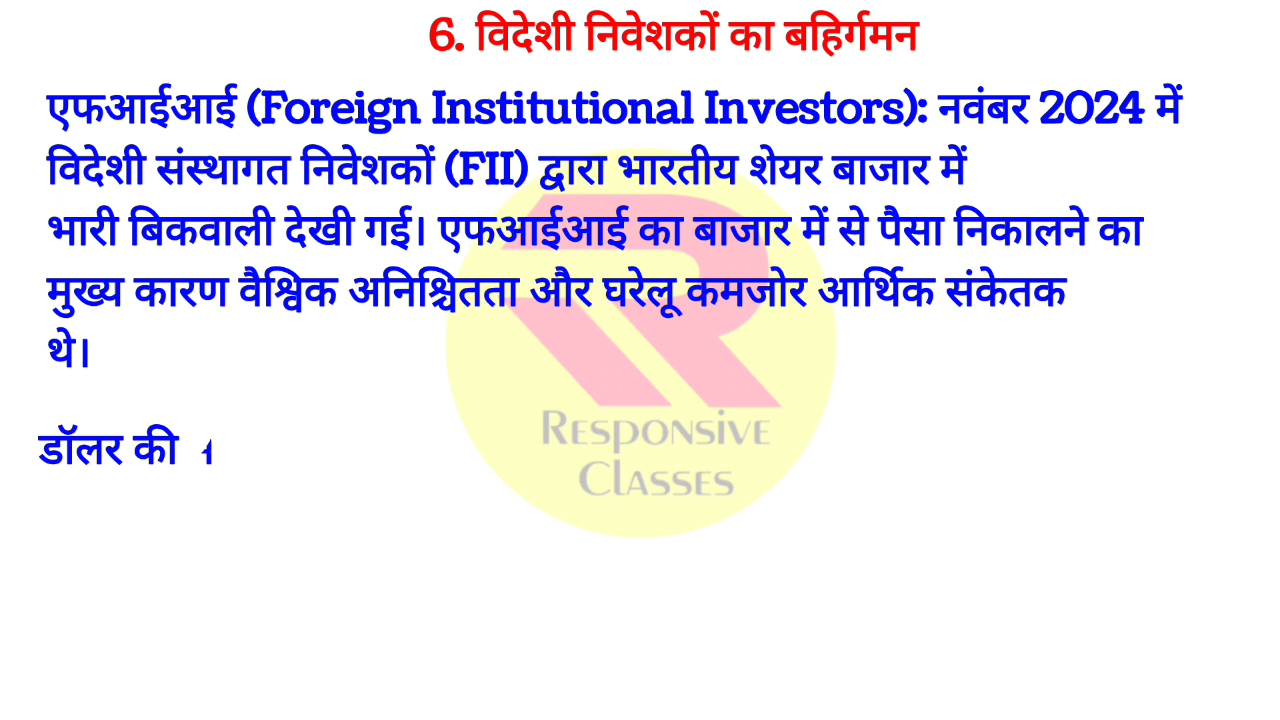 6. विदेशी निवेशकों का बहिर्गमन
एफआईआई (Foreign Institutional Investors): नवंबर 2024 में
विदेशी संस्थागत निवेशकों (FII) द्वारा भारतीय शेयर बाजार में
भारी बिकवाली देखी गई। एफआईआई का बाजार में से पैसा निकालने का
मुख्य कारण वैश्विक अनिश्चितता और घरेलू कमजोर आर्थिक संकेतक
थे।
RESPONSIVE
CLASSES
डॉलर की